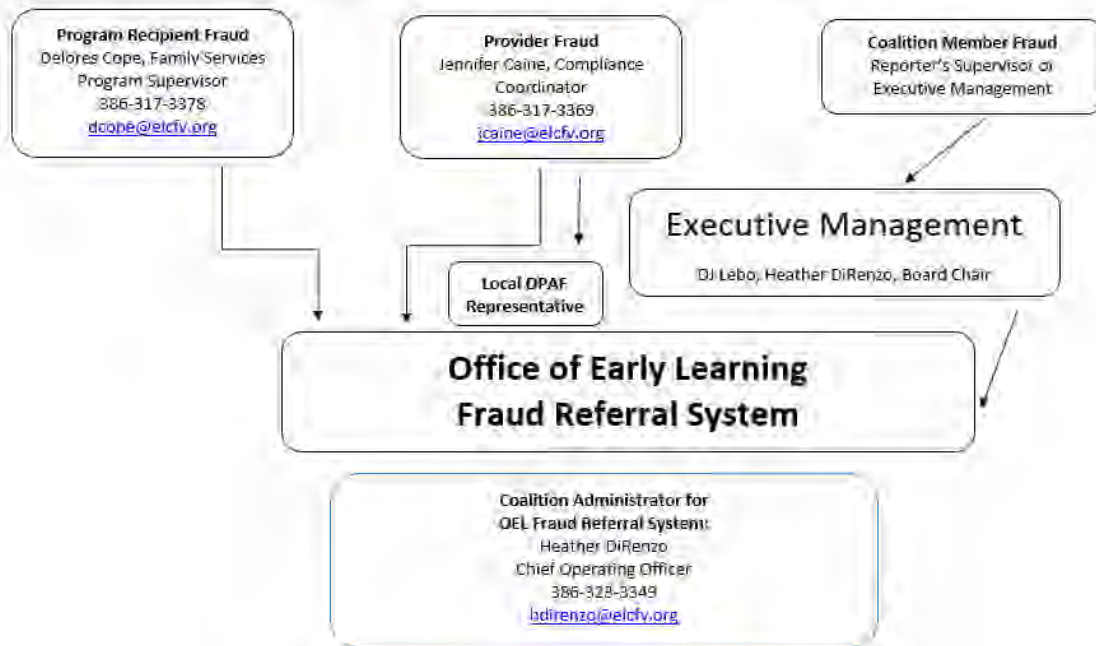 Program Recipient Fraud
Delores Cope, Family Services
Program Supervisor
386-317-3378
dcope@elcfv.org
Provider Fraud
Jennifer Caine, Compliance
Coordinator
386-317-3369
jcaine@elcfv.org
Coalition Member Fraud
Reporter's Supervisor or
Executive Management
Executive Management
DJ Lebo, Heather DiRenzo, Board Chair
Local DPAF
Representative
Office of Early Learning
Fraud Referral System
Coalition Administrator for
OEL Fraud Referral System:
Heather DiRenzo
Chief Operating Officer
386-323-3349
hdirenzo@elcfv.org